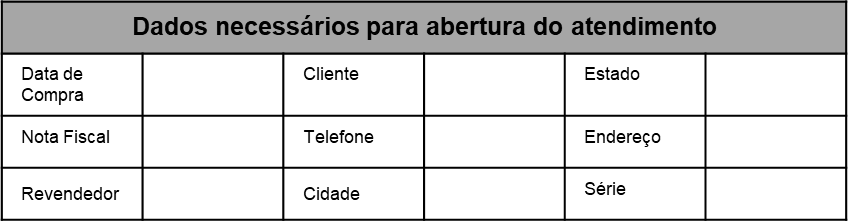 Dados necessários para abertura do atendimento
Data de Compra
Cliente
Estado
Nota Fiscal
Telefone
Endereço
Revendedor
Cidade
Série